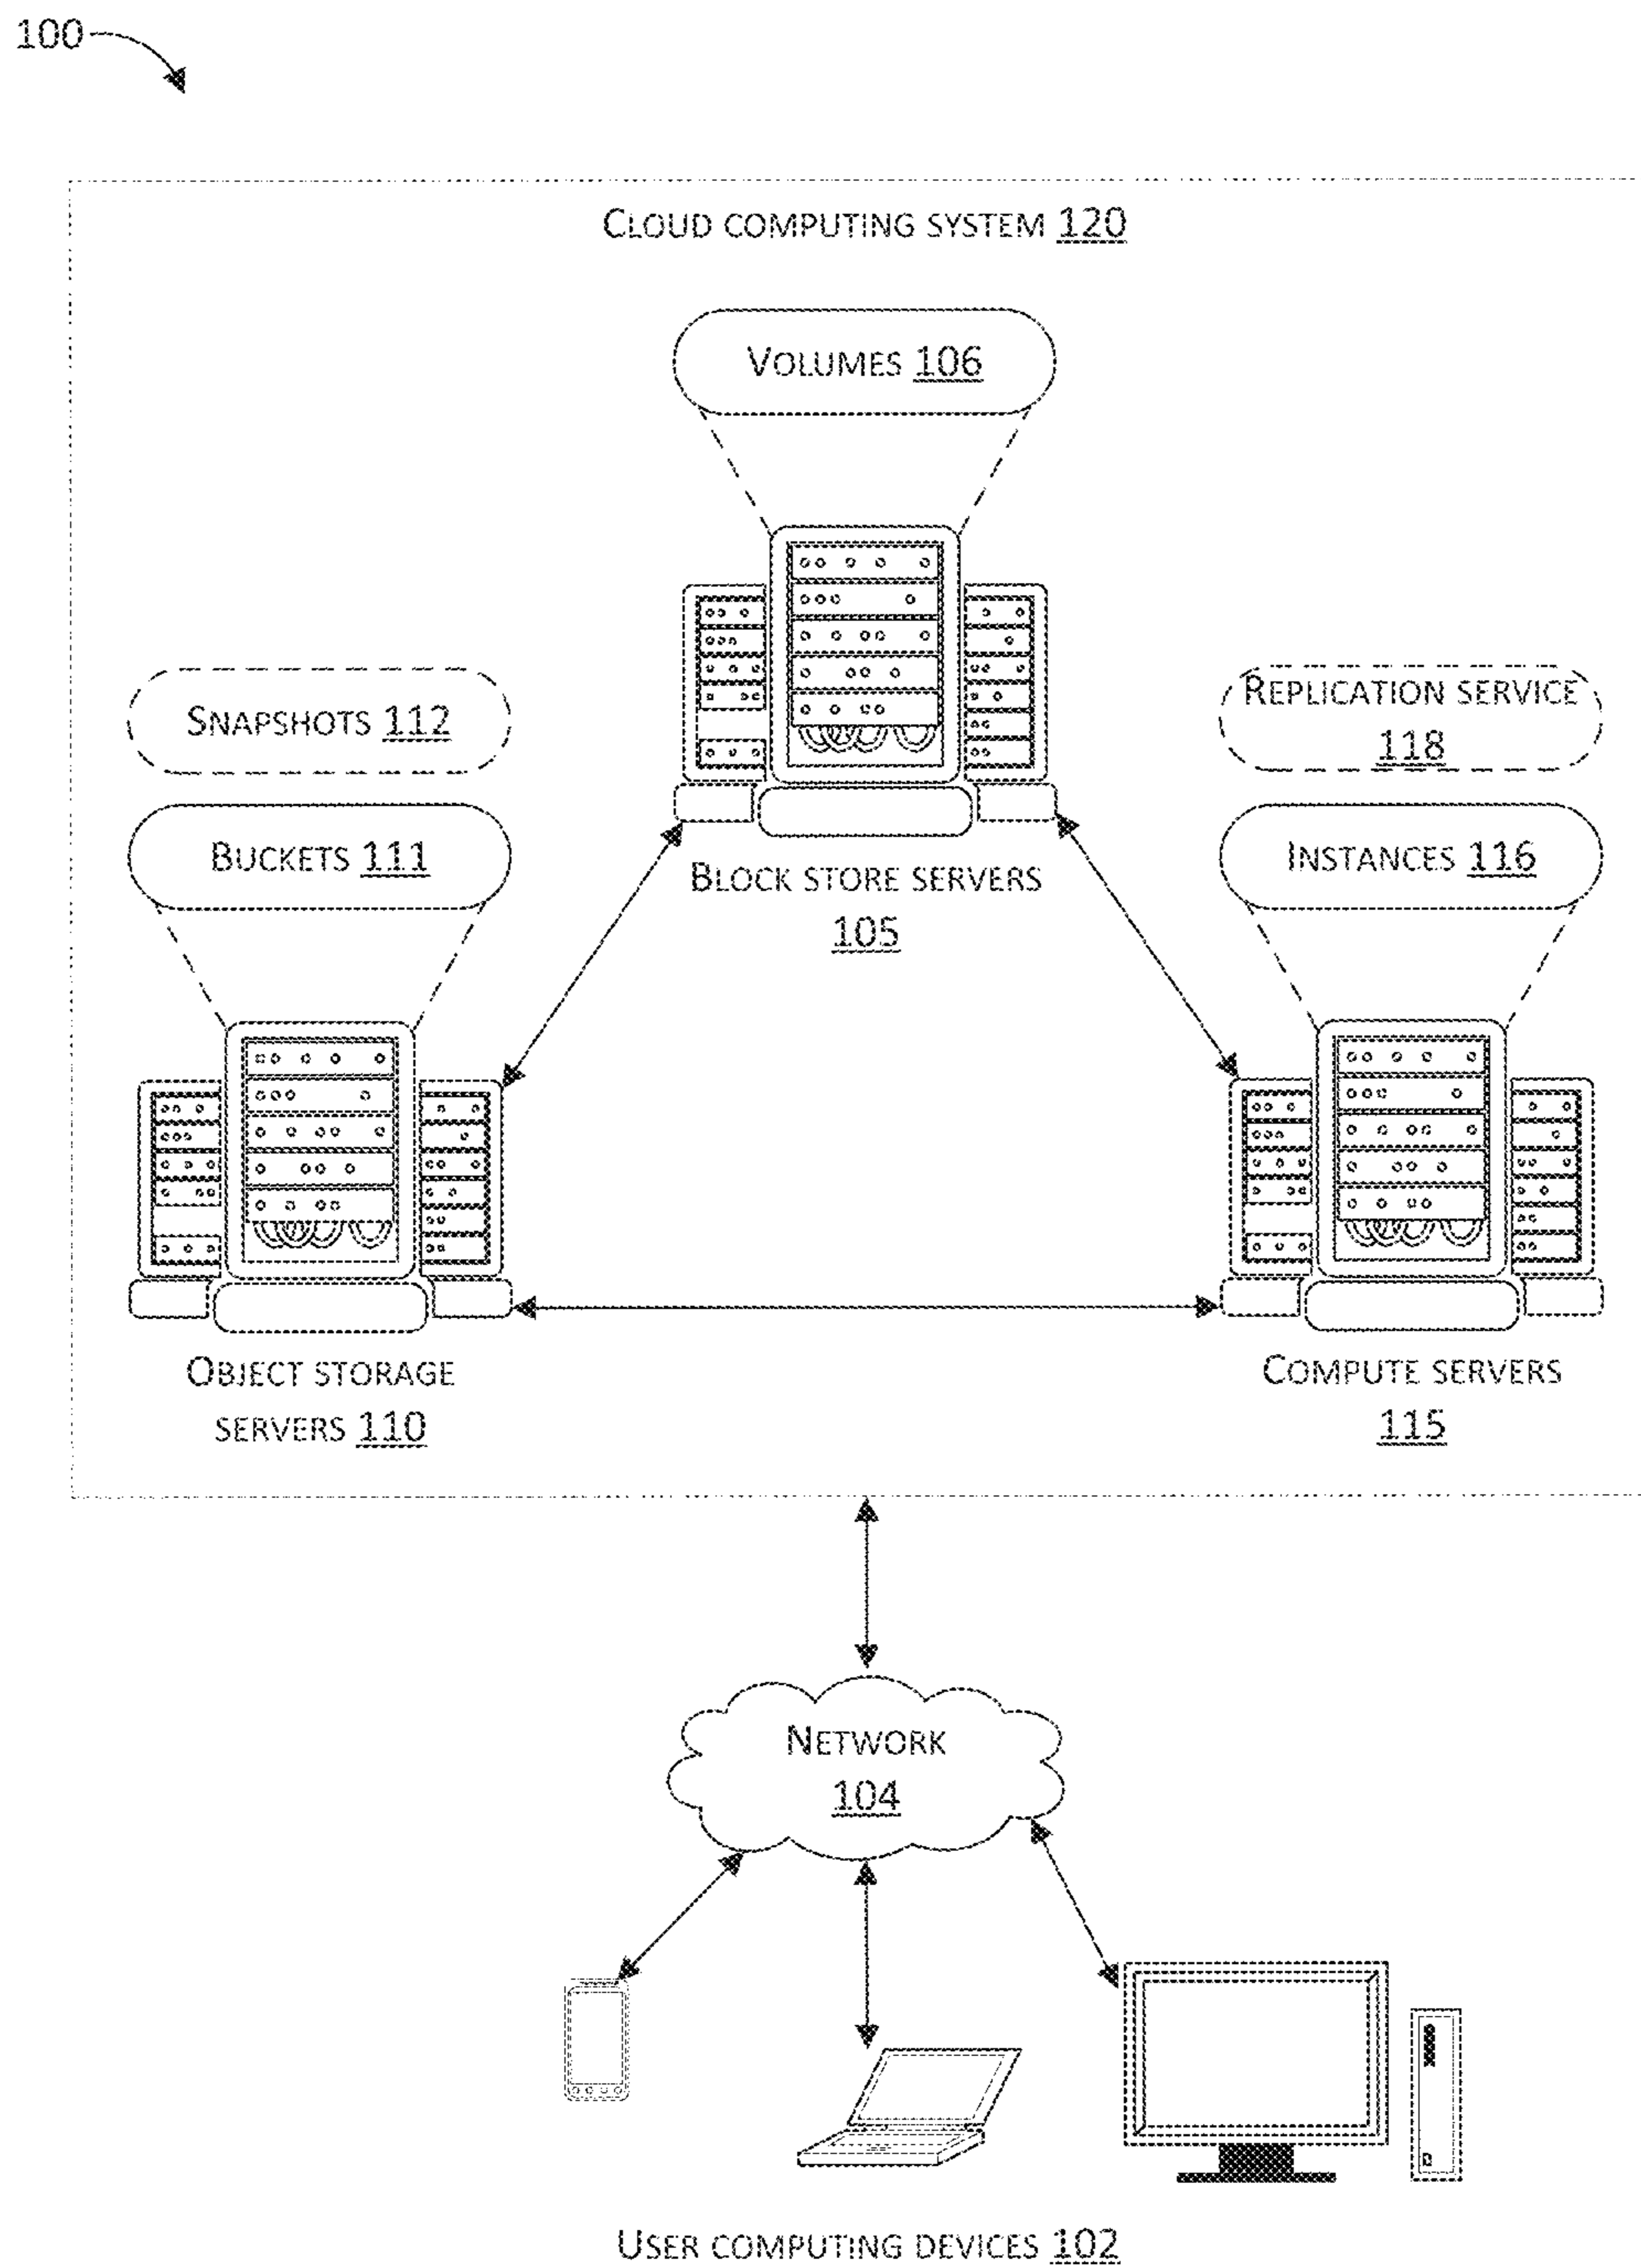 100
CLOUD COMPUTING SYSTEM 120
VOLUMES 106
SNAPSHOTS 112
REPLICATION SERVICE
118
BUCKETS 111
INSTANCES 116
BLOCK STORE SERVERS
105
OBJECT STORAGE
SERVERS 110
COMPUTE SERVERS
115
NETWORK
104
USER COMPUTING DEVICES 102